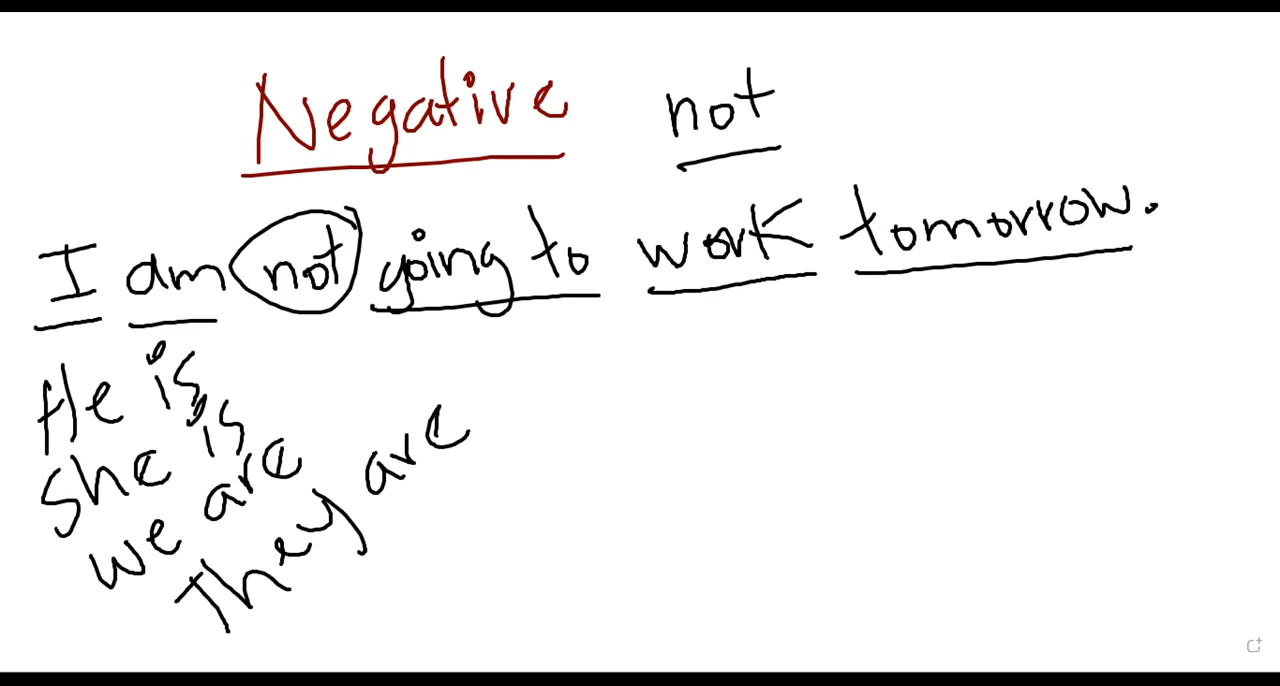 Negative not
I am not going to work tomorrow.
He is
she is
we are
They are